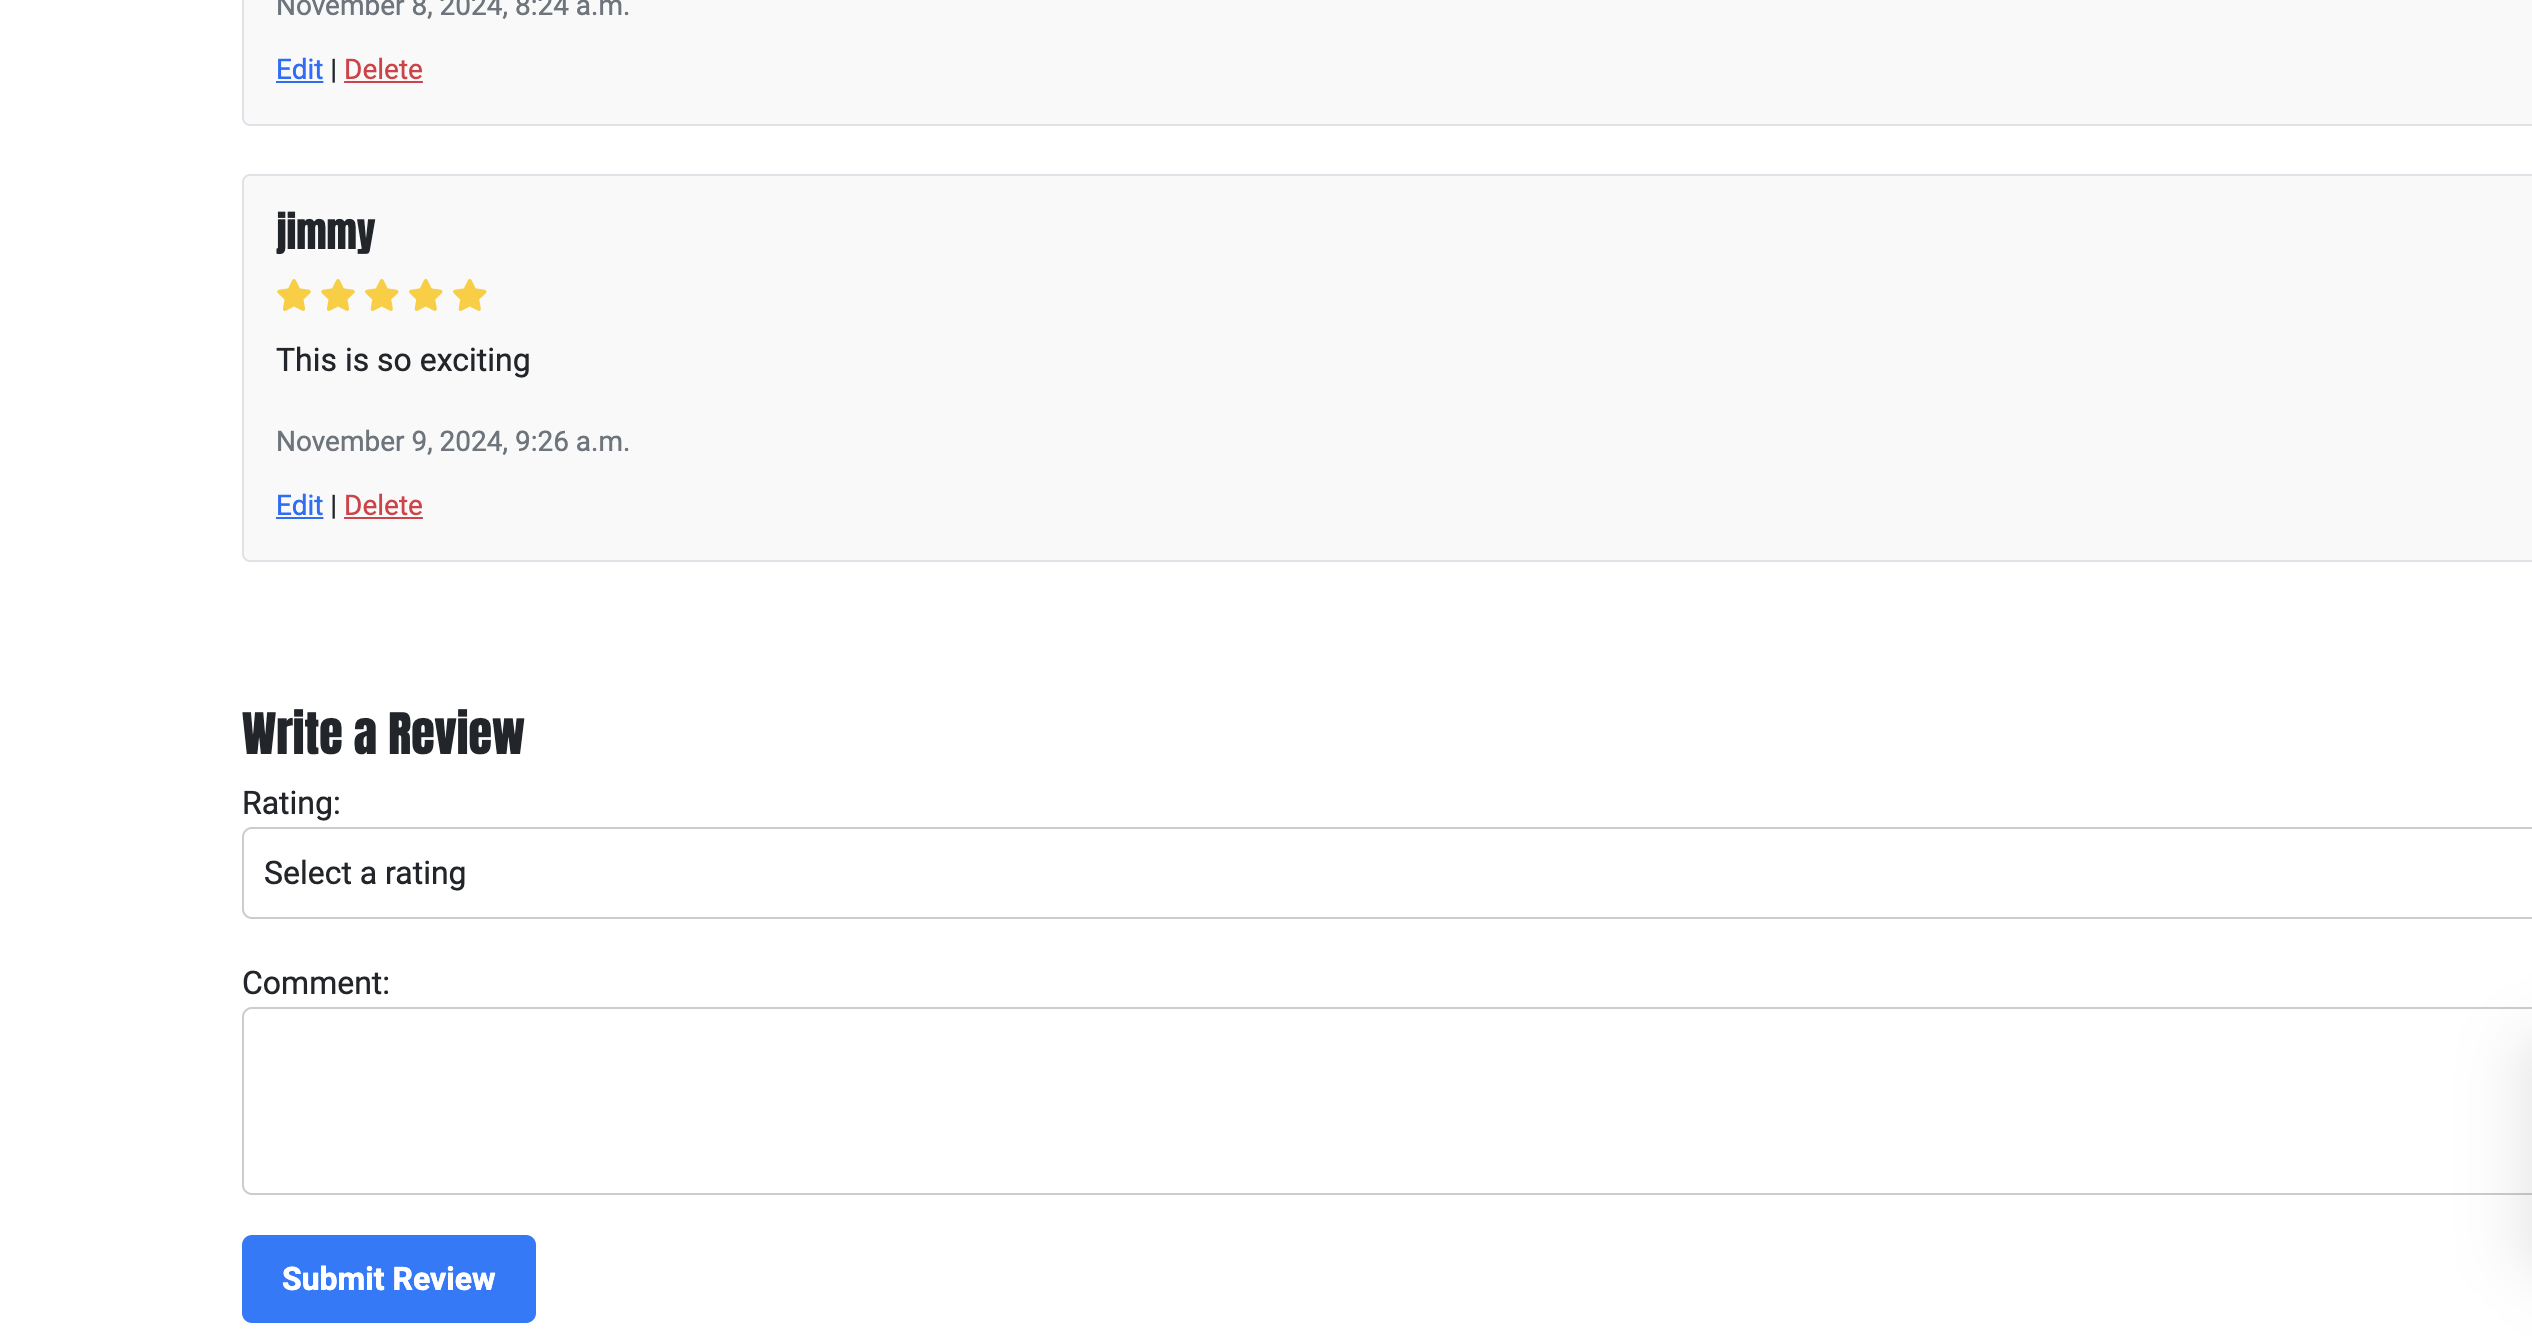 November 8, 2024, 8:24 a.m.
Edit | Delete
jimmy
This is so exciting
November 9, 2024, 9:26 a.m.
Edit | Delete
Write a Review
Rating:
Select a rating
Comment:
Submit Review